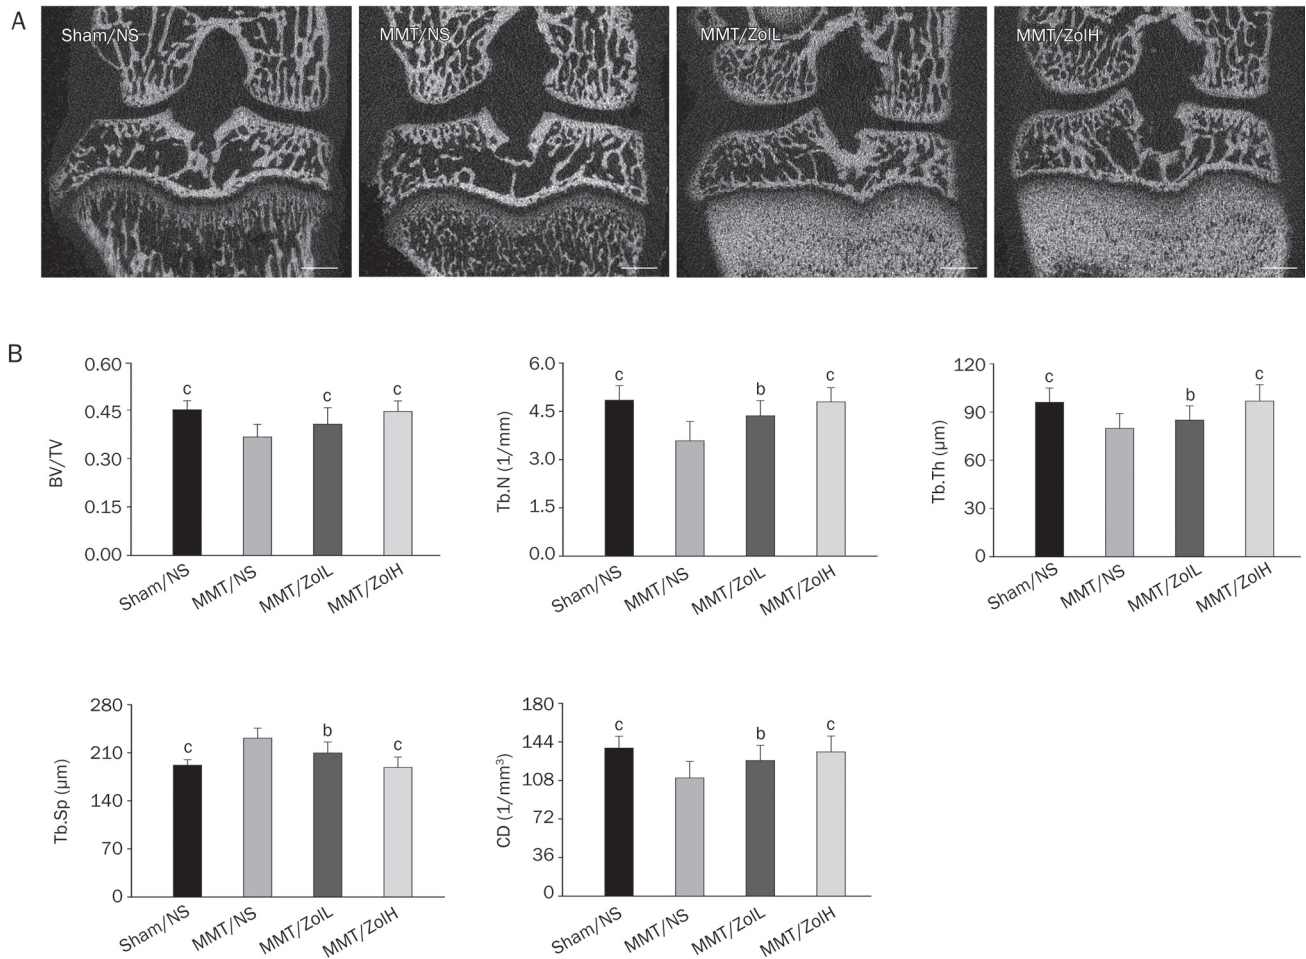 A
Sham/NS
MMT/NS
MMT/ZolL
MMT/ZolH
B
0.60
0.45
0.30
0.15
0.00
BV/TV
c
c
c
Sham/NS
MMT/NS
MMT/ZolL
MMT/ZolH
6.0
4.5
3.0
1.5
0.0
Tb.N (1/mm)
c
b
c
Sham/NS
MMT/NS
MMT/ZolL
MMT/ZolH
120
90
60
30
0
Tb.Th (μm)
c
b
c
Sham/NS
MMT/NS
MMT/ZolL
MMT/ZolH
280
210
140
70
0
Tb.Sp (μm)
c
b
c
Sham/NS
MMT/NS
MMT/ZolL
MMT/ZolH
180
144
108
72
36
0
CD (1/mm³)
c
b
c
Sham/NS
MMT/NS
MMT/ZolL
MMT/ZolH